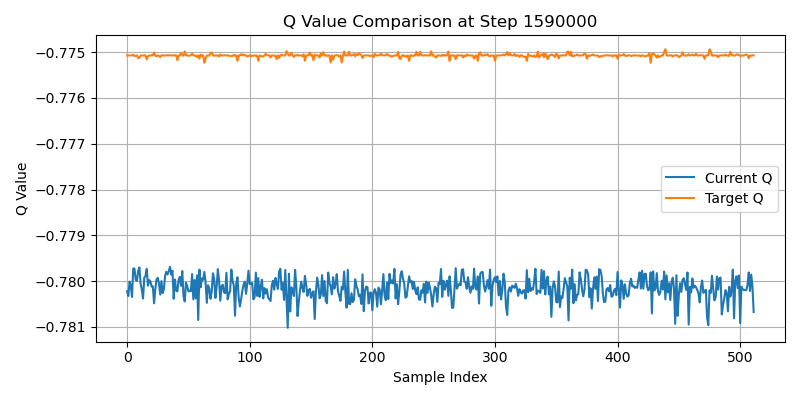 Q Value Comparison at Step 1590000
Q Value
−0.775
−0.776
−0.777
−0.778
−0.779
−0.780
−0.781
Current Q
Target Q
0
100
200
300
400
500
Sample Index